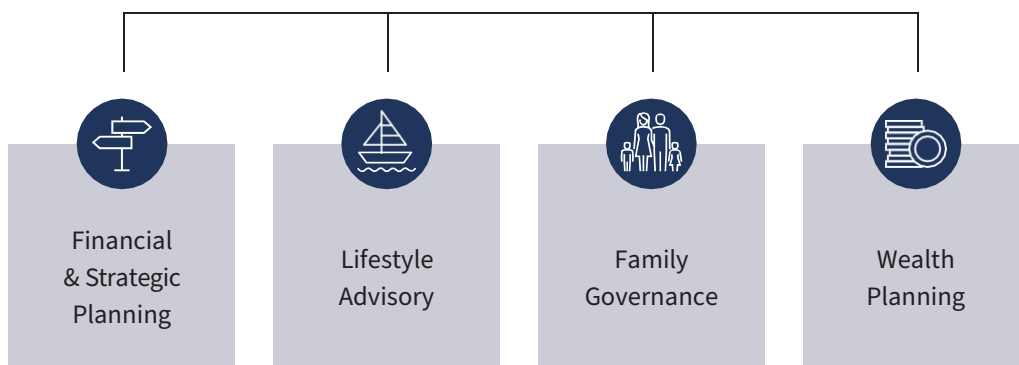 Financial
& Strategic
Planning
Lifestyle
Advisory
Family
Governance
Wealth
Planning